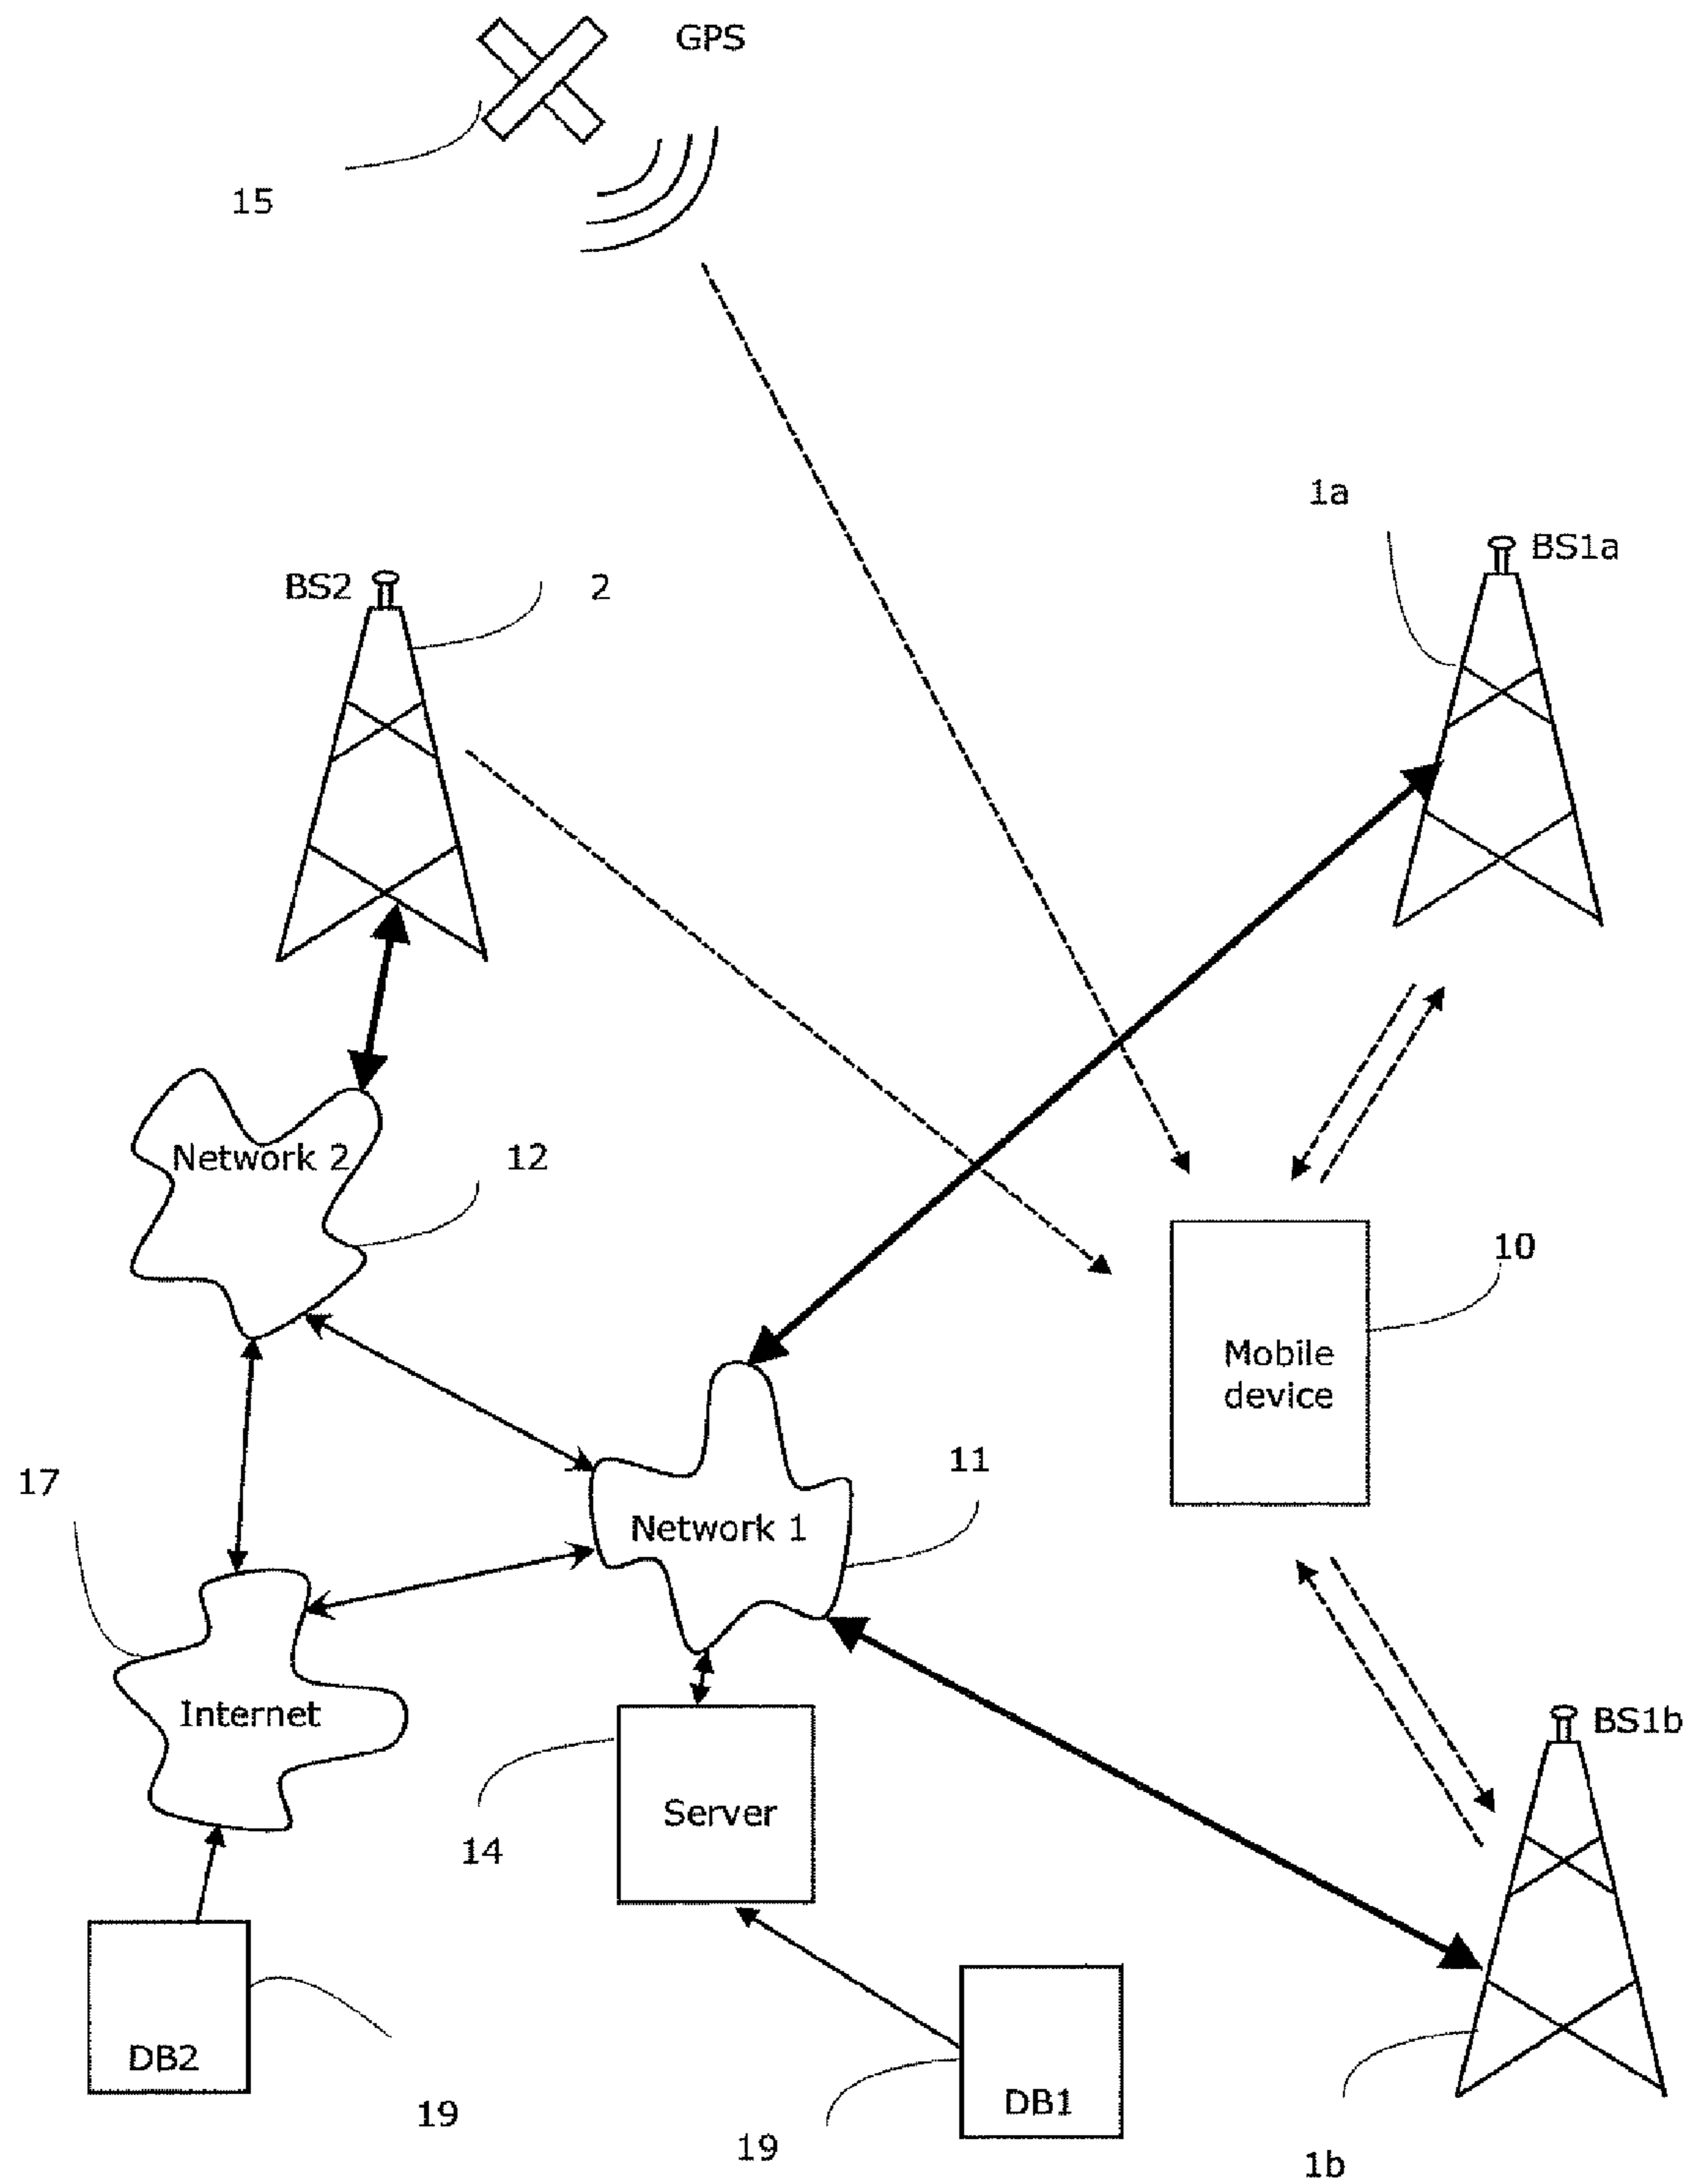 GPS
15
1a
BS1a
BS2
2
Network 2
12
10
Mobile
device
11
17
Network 1
Internet
BS1b
Server
14
DB2
DB1
19
19
1b